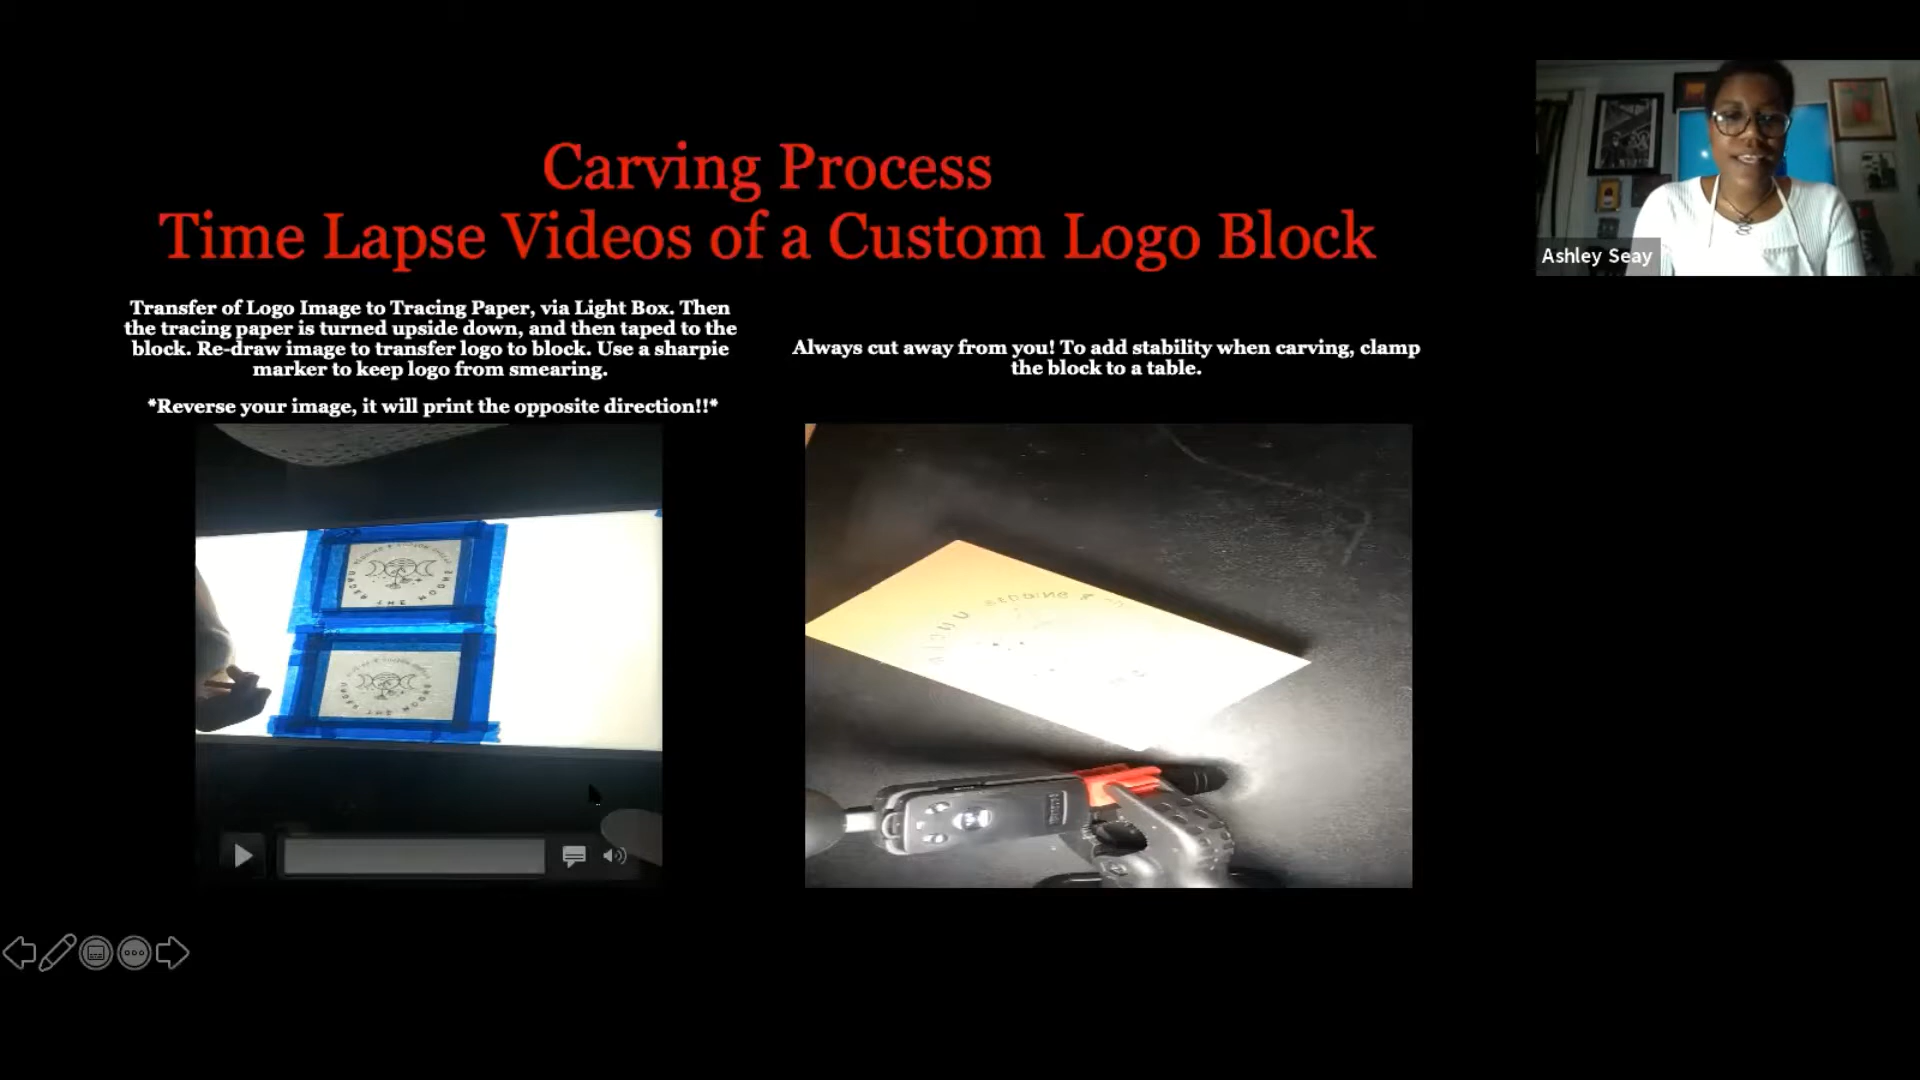 Carving Process
Time Lapse Videos of a Custom Logo Block
Transfer of Logo Image to Tracing Paper, via Light Box. Then
the tracing paper is turned upside down, and then taped to the
block. Re-draw image to transfer logo to block. Use a sharpie
marker to keep logo from smearing.
*Reverse your image, it will print the opposite direction!!*
Always cut away from you! To add stability when carving, clamp
the block to a table.
Ashley Seay